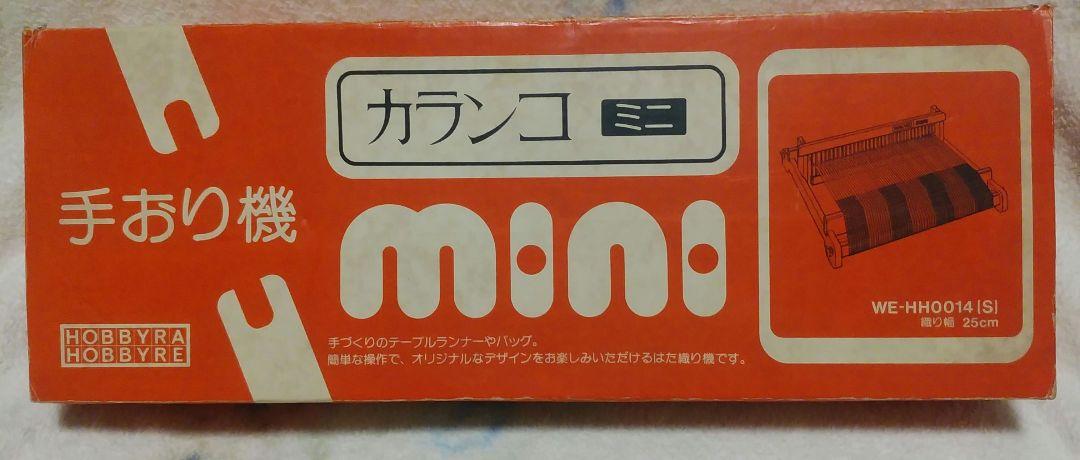 手おり機
HOBBYRA
HOBBYRE
カランコ ミニ
mini
手づくりのテーブルランナーやバッグ。
簡単な操作で、オリジナルなデザインをお楽しみいただけるはた織り機です。
WE-HH0014[S]
織り幅 25cm